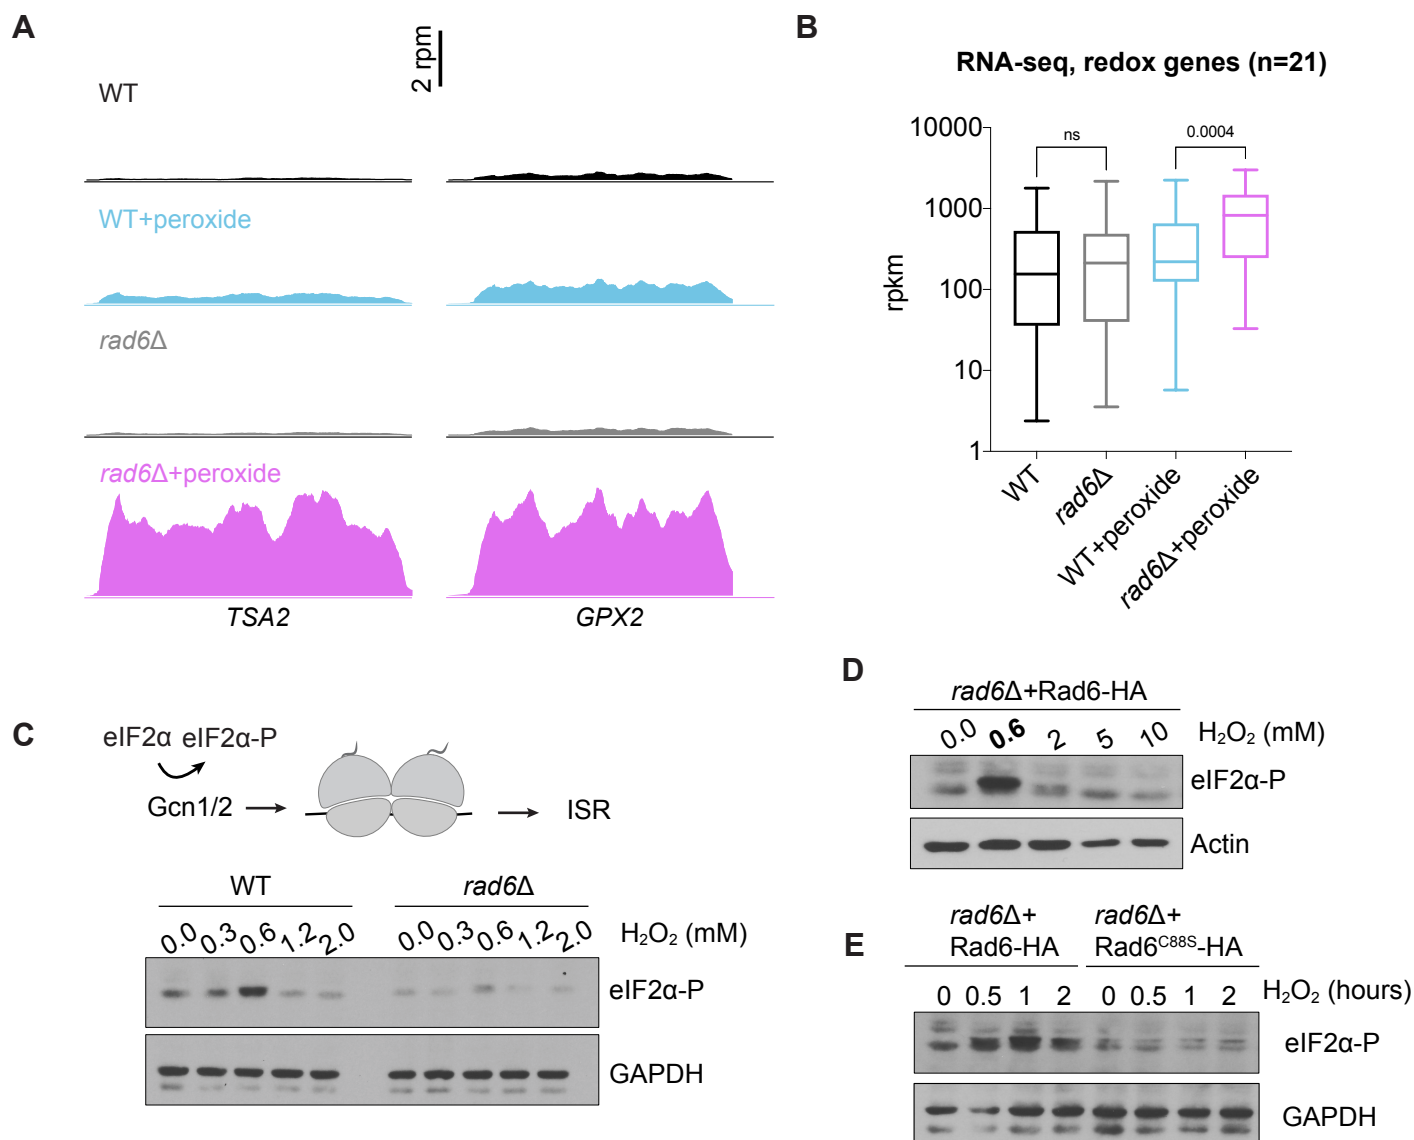 A
2 rpm
WT
WT+peroxide
rad6Δ
rad6Δ+peroxide
TSA2
GPX2
B
RNA-seq, redox genes (n=21)
10000
1000
100
10
1
rpkm
ns
0.0004
WT
rad6Δ
WT+peroxide
rad6Δ+peroxide
C
eIF2α eIF2α-P
Gcn1/2
ISR
WT
rad6Δ
0.0 0.3 0.6 1.2 2.0 0.0 0.3 0.6 1.2 2.0 H₂O₂ (mM)
eIF2α-P
GAPDH
D
rad6Δ+Rad6-HA
0.0 0.6 2 5 10 H₂O₂ (mM)
eIF2α-P
Actin
E
rad6Δ+ rad6Δ+
Rad6-HA Rad6ᶜ⁸⁸ˢ-HA
0 0.5 1 2 0 0.5 1 2 H₂O₂ (hours)
eIF2α-P
GAPDH